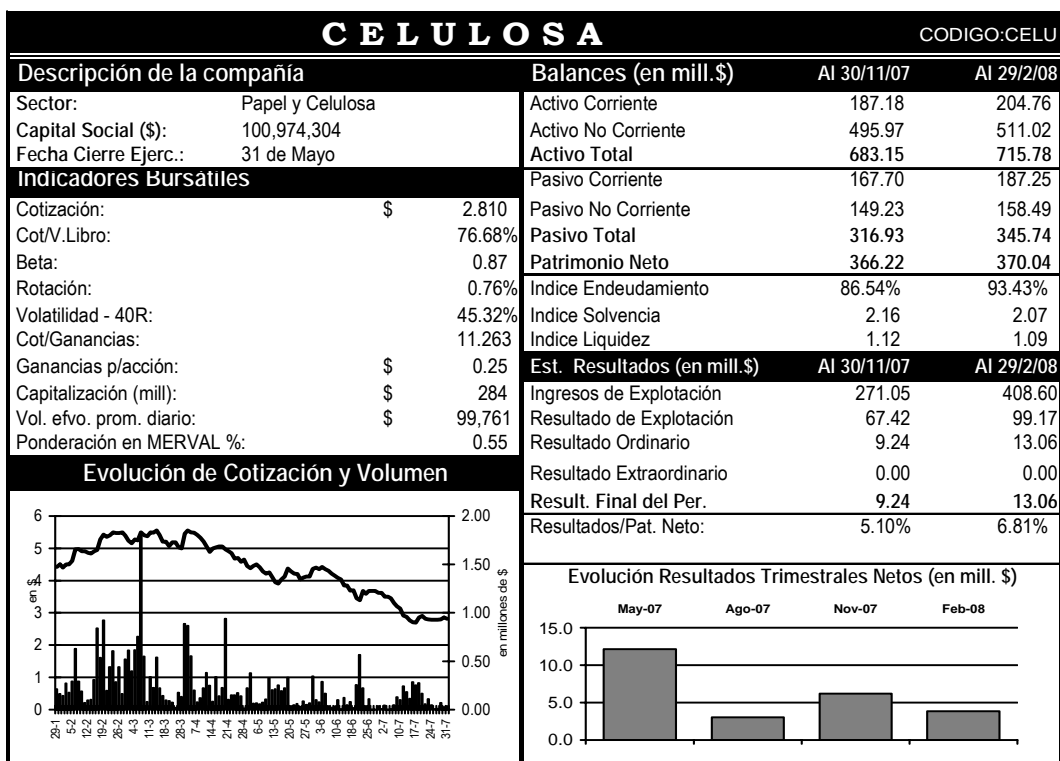 CELULOSA CODIGO:CELU
Descripción de la compañía
Sector: Papel y Celulosa
Capital Social ($): 100,974,304
Fecha Cierre Ejerc.: 31 de Mayo
Indicadores Bursátiles
Cotización: $ 2.810
Cot/V.Libro: 76.68%
Beta: 0.87
Rotación: 0.76%
Volatilidad - 40R: 45.32%
Cot/Ganancias: 11.263
Ganancias p/acción: $ 0.25
Capitalización (mill): $ 284
Vol. efvo. prom. diario: $ 99,761
Ponderación en MERVAL %: 0.55
Evolución de Cotización y Volumen
en $
6
5
4
3
2
1
0
2.00
1.50
1.00
0.50
0.00
en millones de $
29-1 5-2 12-2 19-2 26-2 4-3 11-3 18-3 28-3 7-4 14-4 21-4 28-4 6-5 13-5 20-5 27-5 3-6 10-6 18-6 25-6 2-7 10-7 17-7 24-7 31-7
Balances (en mill.$) Al 30/11/07 Al 29/2/08
Activo Corriente 187.18 204.76
Activo No Corriente 495.97 511.02
Activo Total 683.15 715.78
Pasivo Corriente 167.70 187.25
Pasivo No Corriente 149.23 158.49
Pasivo Total 316.93 345.74
Patrimonio Neto 366.22 370.04
Indice Endeudamiento 86.54% 93.43%
Indice Solvencia 2.16 2.07
Indice Liquidez 1.12 1.09
Est. Resultados (en mill.$) Al 30/11/07 Al 29/2/08
Ingresos de Explotación 271.05 408.60
Resultado de Explotación 67.42 99.17
Resultado Ordinario 9.24 13.06
Resultado Extraordinario 0.00 0.00
Result. Final del Per. 9.24 13.06
Resultados/Pat. Neto: 5.10% 6.81%
Evolución Resultados Trimestrales Netos (en mill. $)
May-07 Ago-07 Nov-07 Feb-08
15.0
10.0
5.0
0.0